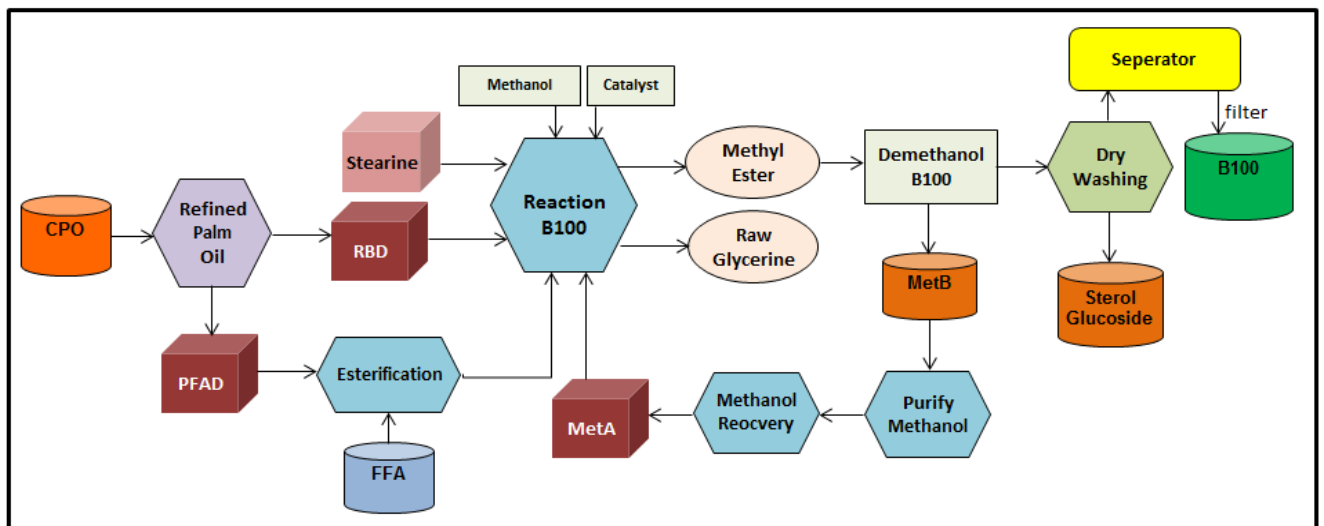 Seperator
Methanol
Catalyst
filter
Stearine
Methyl
Ester
Demethanol
B100
Dry
Washing
B100
Reaction
B100
CPO
Refined
Palm
Oil
RBD
Raw
Glycerine
MetB
Sterol
Glucoside
PFAD
Esterification
MetA
Methanol
Reocvery
Purify
Methanol
FFA